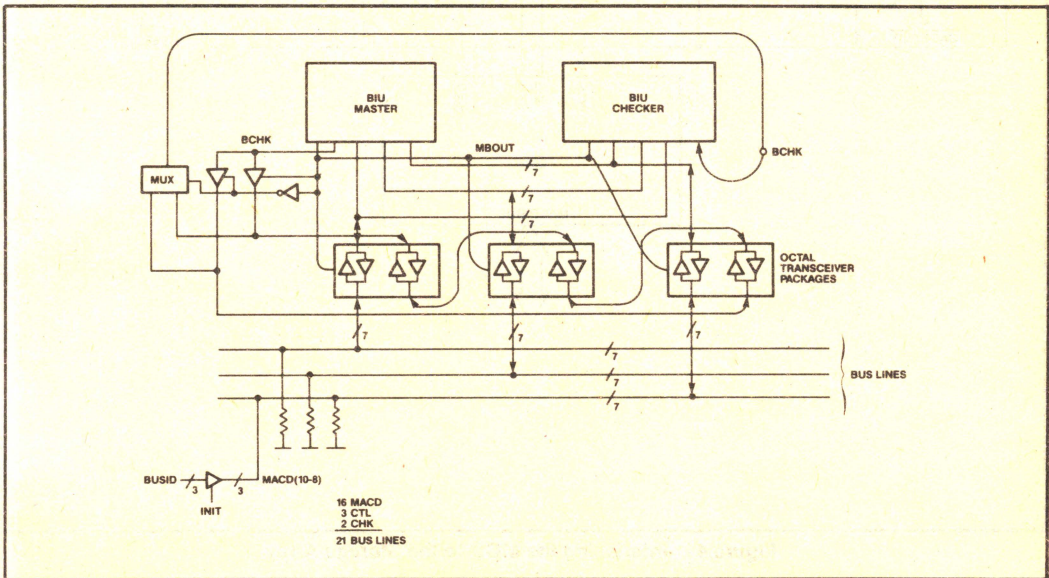 BIU
MASTER
BIU
CHECKER
BCHK
MBOUT
7
BCHK
MUX
7
7
OCTAL
TRANSCEIVER
PACKAGES
7
7
7
7
7
BUS LINES
7
BUSID
3
3
MACD(10-8)
INIT
16 MACD
3 CTL
2 CHK
21 BUS LINES